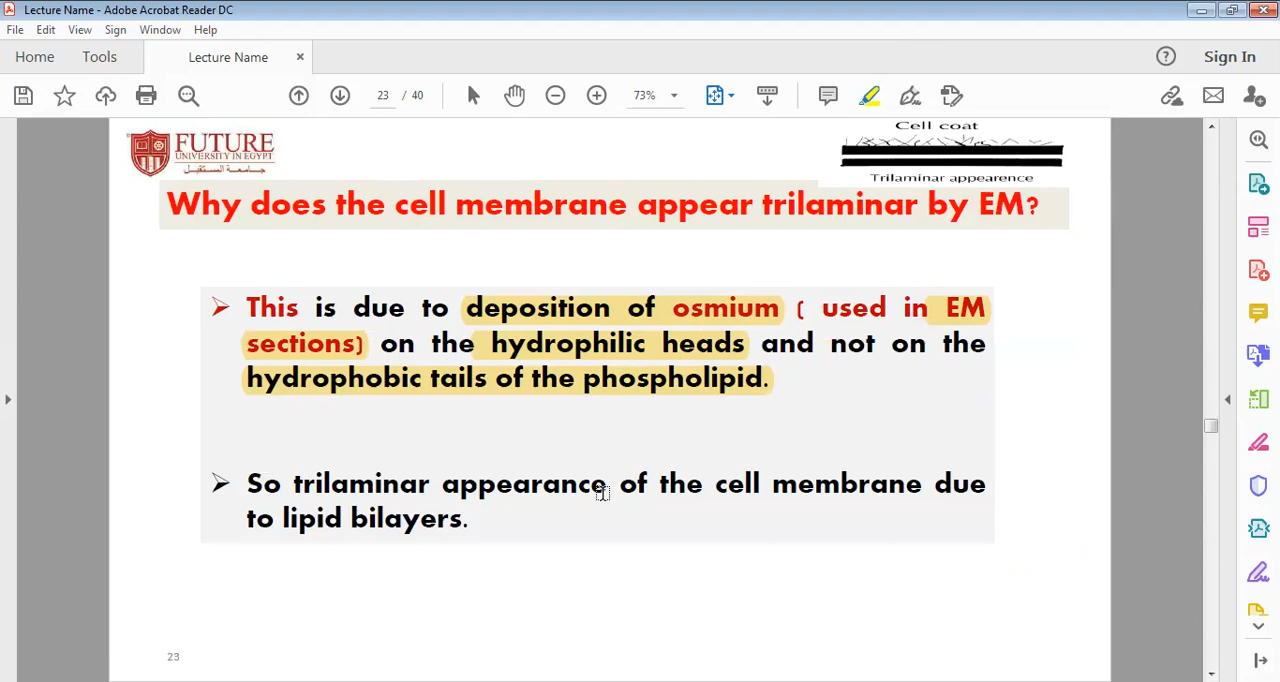 Lecture Name - Adobe Acrobat Reader DC
File Edit View Sign Window Help
Home Tools Lecture Name × Sign In
23 / 40 73%
FUTURE
UNIVERSITY IN EGYPT
جامعة المستقبل
Cell coat
Trilaminar appearence
Why does the cell membrane appear trilaminar by EM?
This is due to deposition of osmium ( used in EM
sections) on the hydrophilic heads and not on the
hydrophobic tails of the phospholipid.
So trilaminar appearance of the cell membrane due
to lipid bilayers.
23